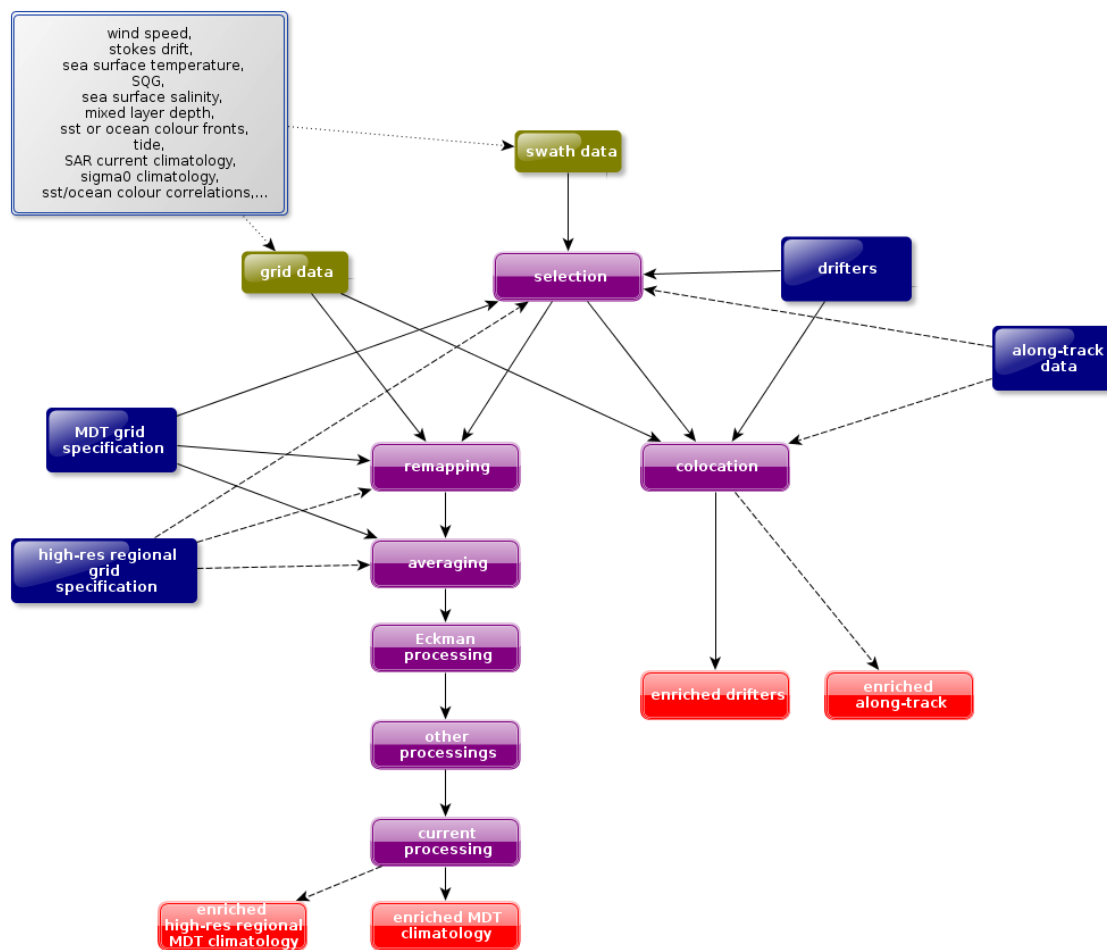 wind speed,
stokes drift,
sea surface temperature,
SQG,
sea surface salinity,
mixed layer depth,
sst or ocean colour fronts,
tide,
SAR current climatology,
sigma0 climatology,
sst/ocean colour correlations,...
swath data
grid data
selection
drifters
along-track
data
MDT grid
specification
remapping
colocation
high-res regional
grid
specification
averaging
Eckman
processing
enriched drifters
enriched
along-track
other
processings
current
processing
enriched
high-res regional
MDT climatology
enriched MDT
climatology